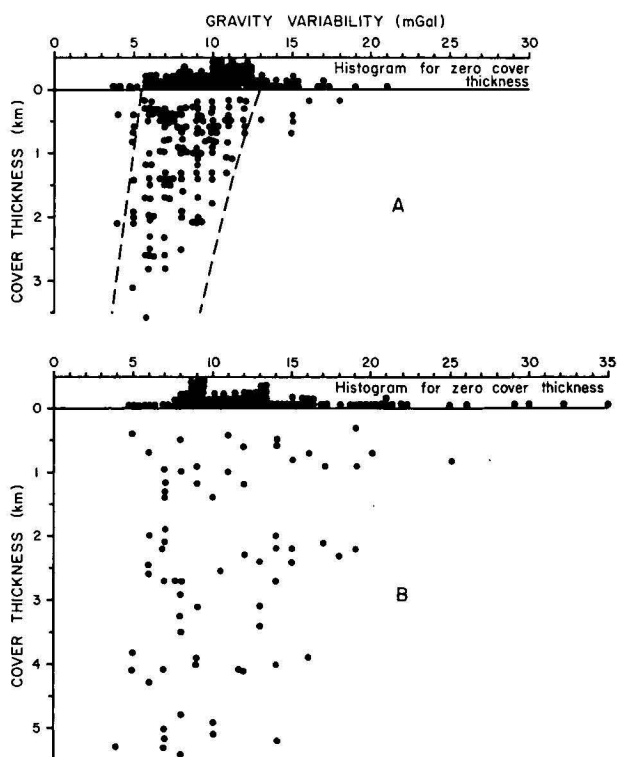 GRAVITY VARIABILITY (mGal)
0 5 10 15 20 25 30
Histogram for zero cover
thickness
0
1
2
3
COVER THICKNESS (km)
A
0 5 10 15 20 25 30 35
Histogram for zero cover thickness
0
1
2
3
4
5
COVER THICKNESS (km)
B